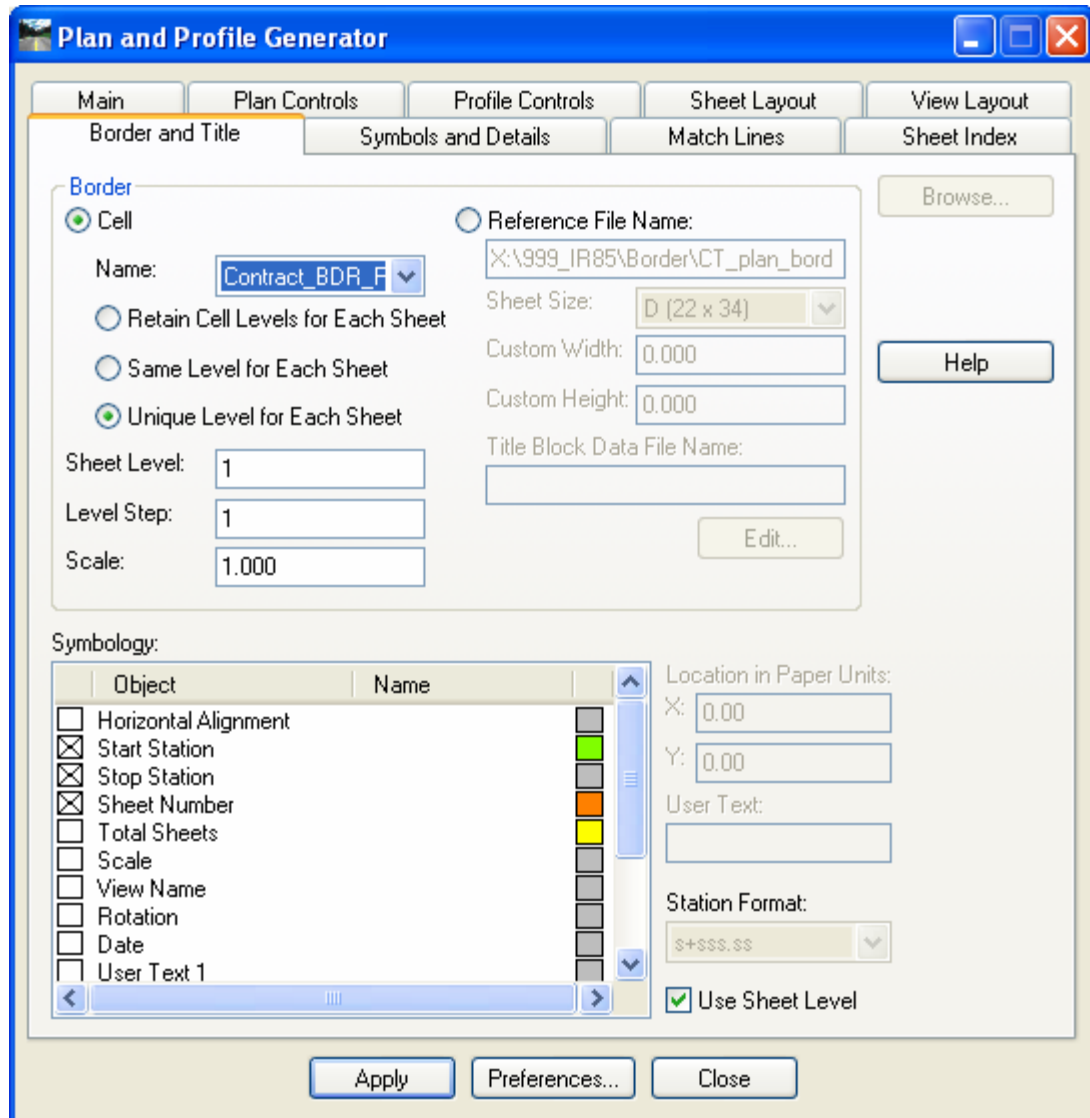 Plan and Profile Generator
Main
Plan Controls
Profile Controls
Sheet Layout
View Layout
Border and Title
Symbols and Details
Match Lines
Sheet Index
Border
Cell
Name:
Contract_BDR_F
Retain Cell Levels for Each Sheet
Same Level for Each Sheet
Unique Level for Each Sheet
Sheet Level:
1
Level Step:
1
Scale:
1.000
Reference File Name:
X:\999_IR85\Border\CT_plan_bord
Sheet Size:
D (22 x 34)
Custom Width:
0.000
Custom Height:
0.000
Title Block Data File Name:
Edit...
Browse...
Help
Symbology:
Object
Name
Horizontal Alignment
Start Station
Stop Station
Sheet Number
Total Sheets
Scale
View Name
Rotation
Date
User Text 1
Location in Paper Units:
X:
0.00
Y:
0.00
User Text:
Station Format:
s+sss.ss
Use Sheet Level
Apply
Preferences...
Close